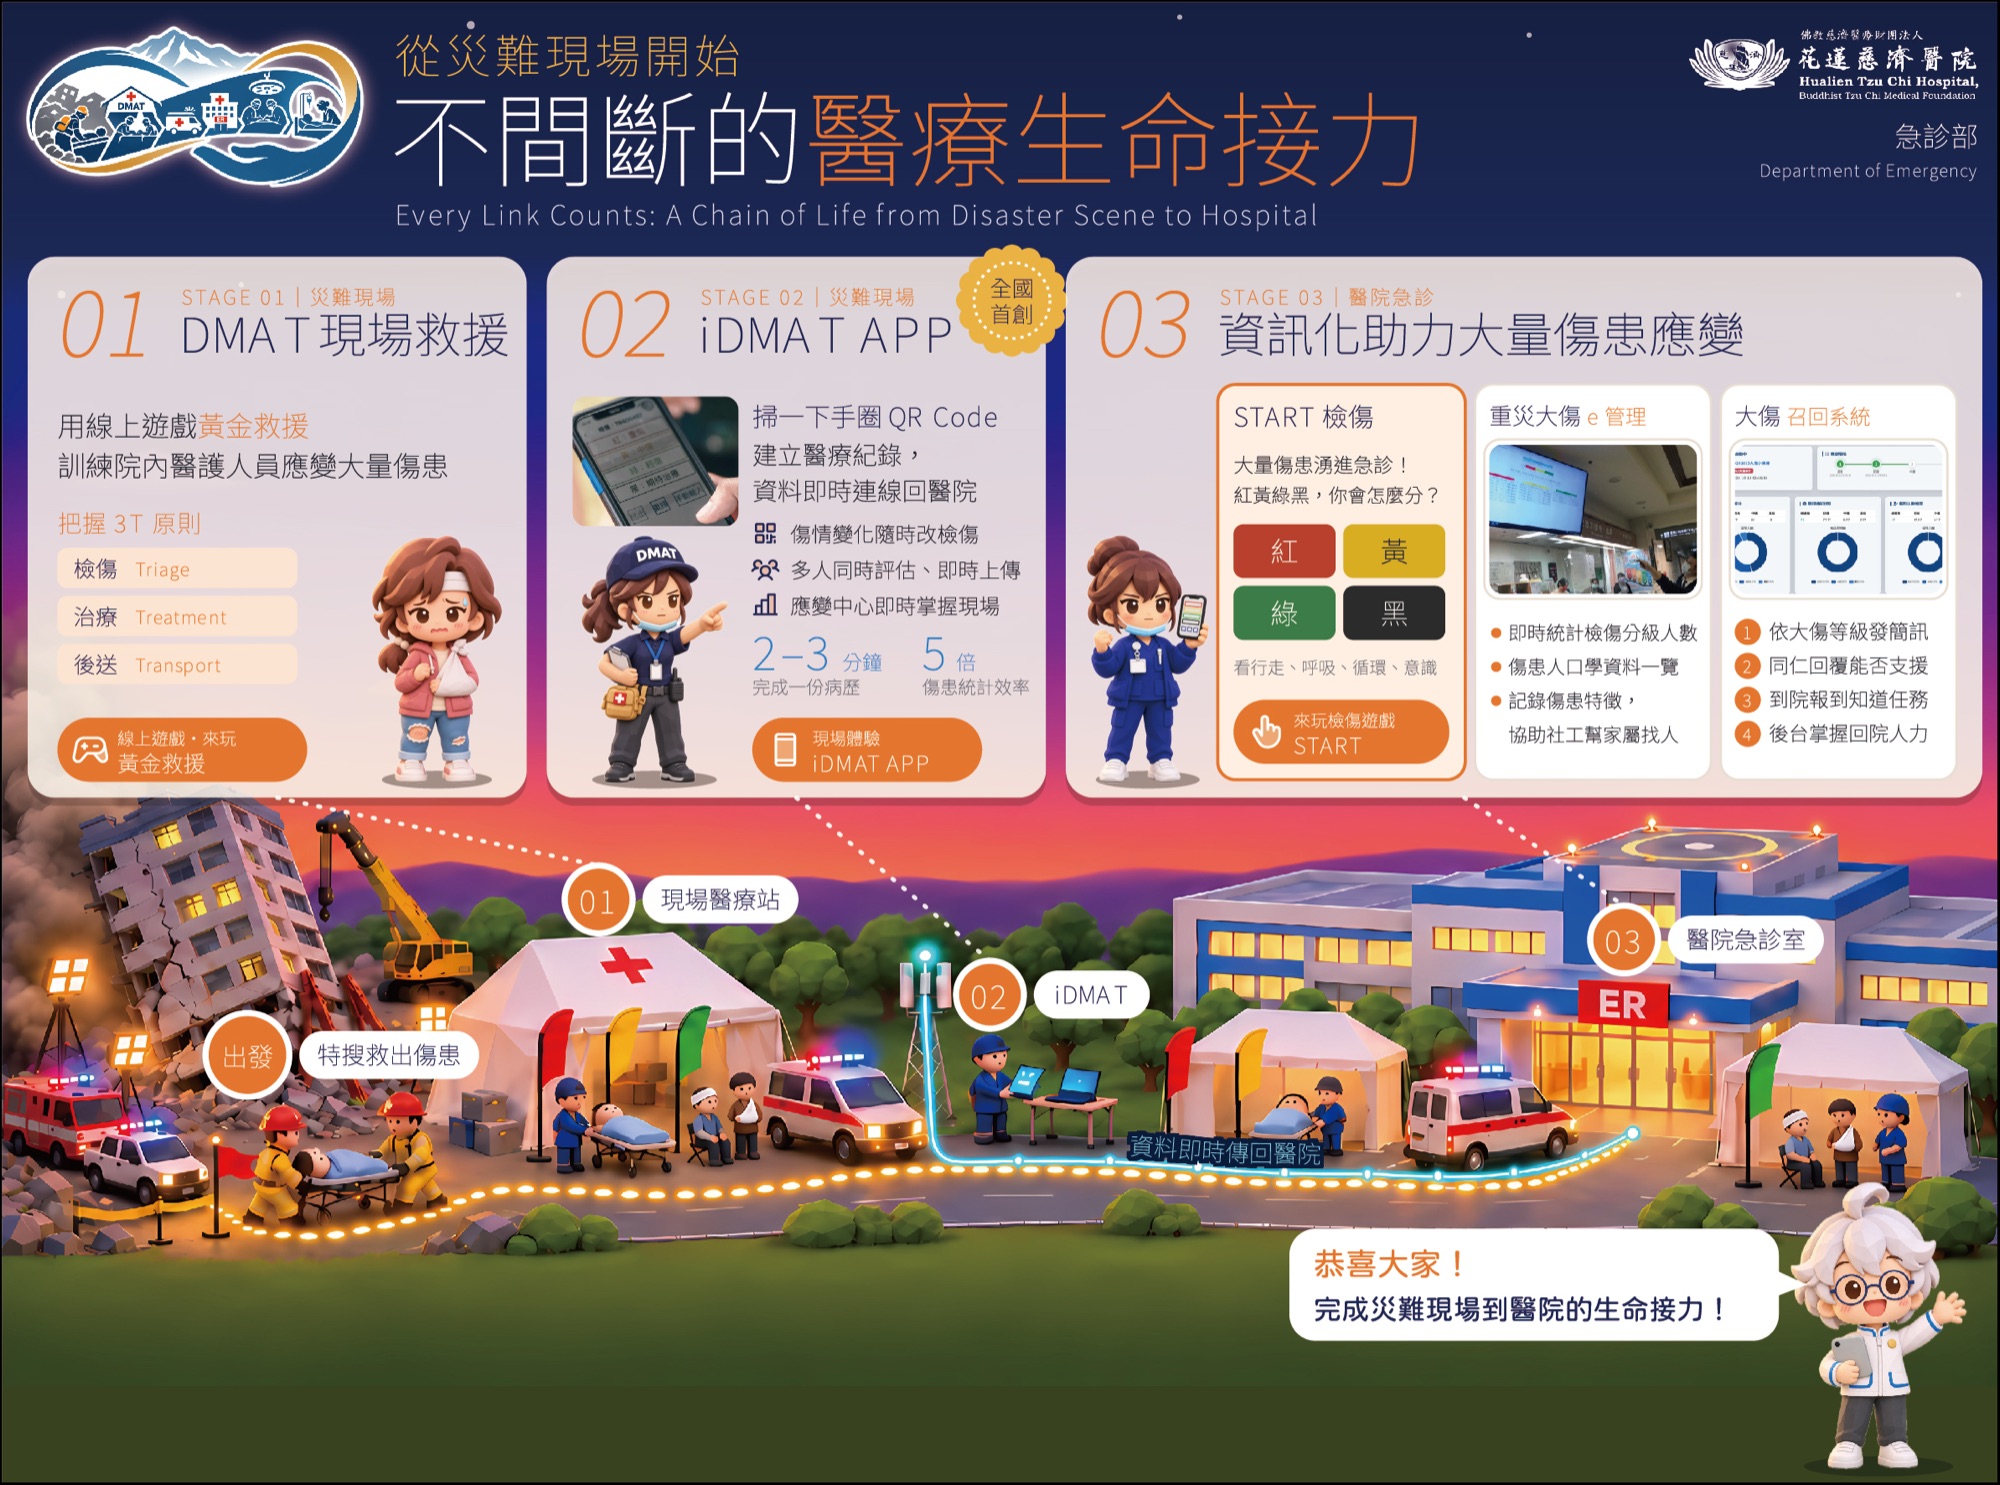 從災難現場開始
不間斷的醫療生命接力
Every Link Counts: A Chain of Life from Disaster Scene to Hospital
DMAT
ER
佛教慈濟醫療財團法人
花蓮慈濟醫院
Hualien Tzu Chi Hospital,
Buddhist Tzu Chi Medical Foundation
急診部
Department of Emergency
01
STAGE 01｜災難現場
DMAT 現場救援
用線上遊戲黃金救援
訓練院內醫護人員應變大量傷患
把握 3T 原則
檢傷 Triage
治療 Treatment
後送 Transport
線上遊戲・來玩
黃金救援
02
STAGE 02｜災難現場
iDMAT APP
全國
首創
掃一下手圈 QR Code
建立醫療紀錄，
資料即時連線回醫院
傷情變化隨時改檢傷
多人同時評估、即時上傳
應變中心即時掌握現場
DMAT
2–3 分鐘
完成一份病歷
5 倍
傷患統計效率
現場體驗
iDMAT APP
03
STAGE 03｜醫院急診
資訊化助力大量傷患應變
START 檢傷
大量傷患湧進急診！
紅黃綠黑，你會怎麼分？
紅
黃
綠
黑
看行走、呼吸、循環、意識
來玩檢傷遊戲
START
重災大傷 e 管理
即時統計檢傷分級人數
傷患人口學資料一覽
記錄傷患特徵，
協助社工幫家屬找人
大傷 召回系統
1 依大傷等級發簡訊
2 同仁回覆能否支援
3 到院報到知道任務
4 後台掌握回院人力
01
現場醫療站
02
iDMAT
03
醫院急診室
ER
出發
特搜救出傷患
資料即時傳回醫院
恭喜大家！
完成災難現場到醫院的生命接力！